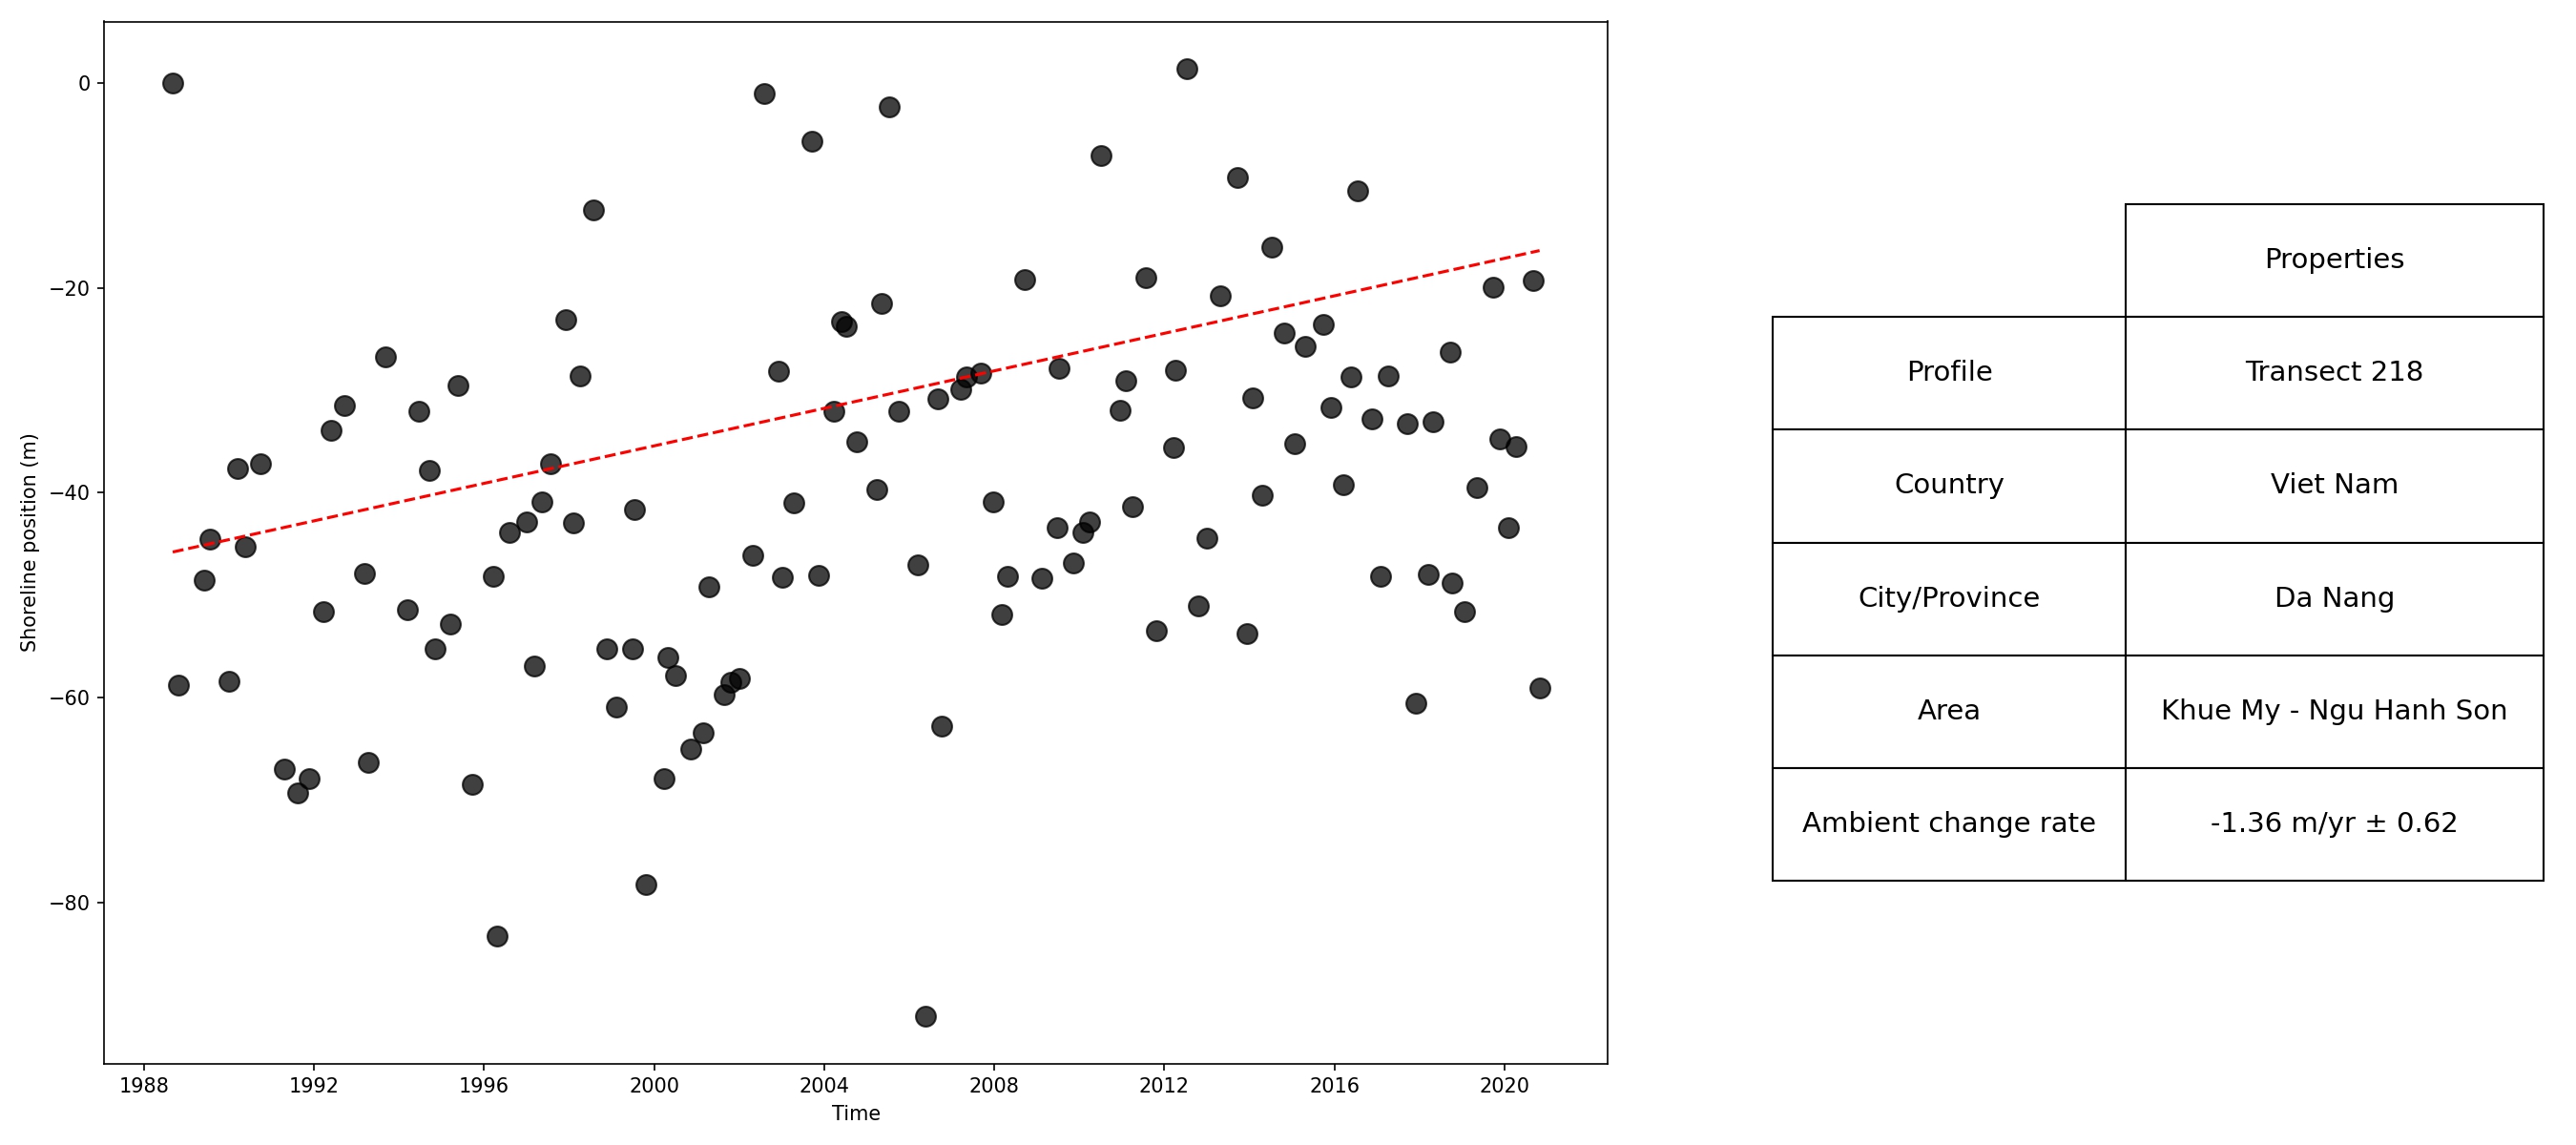 0
−20
−40
−60
−80
Shoreline position (m)
1988 1992 1996 2000 2004 2008 2012 2016 2020
Time
Properties
Profile Transect 218
Country Viet Nam
City/Province Da Nang
Area Khue My - Ngu Hanh Son
Ambient change rate -1.36 m/yr ± 0.62